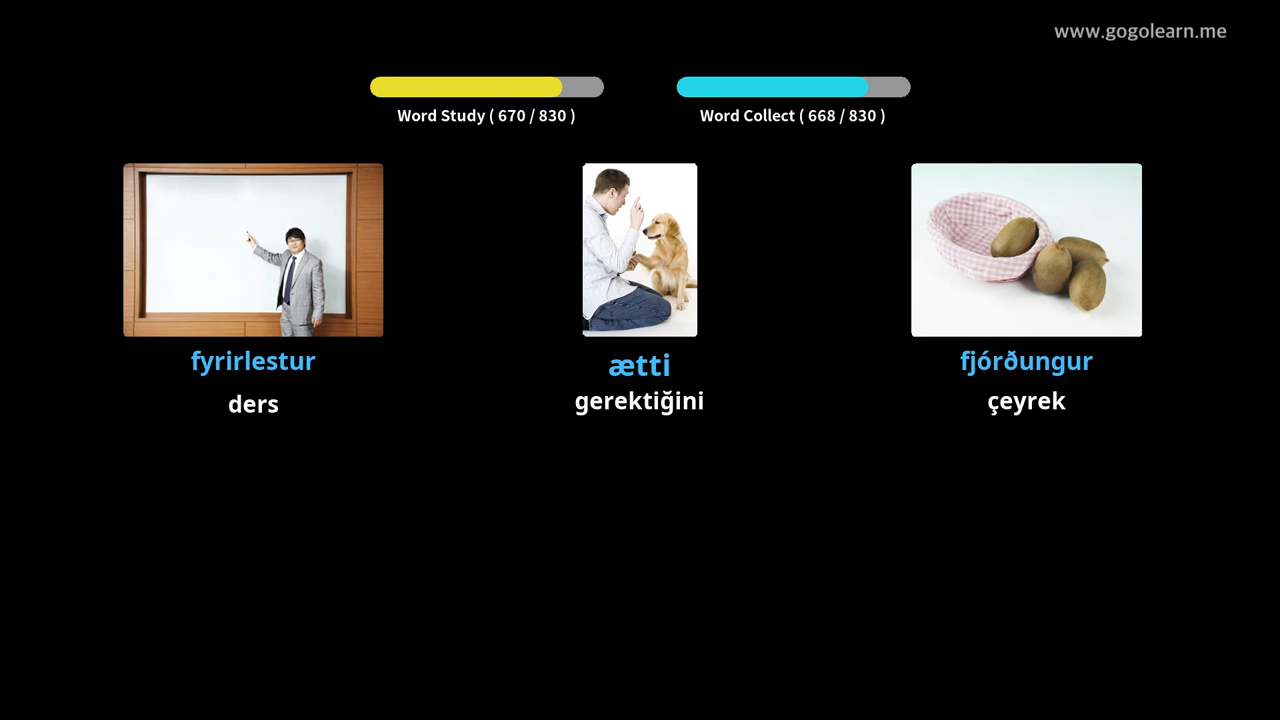 www.gogolearn.me
Word Study ( 670 / 830 )
Word Collect ( 668 / 830 )
fyrirlestur
ders
ætti
gerektiğini
fjórðungur
çeyrek